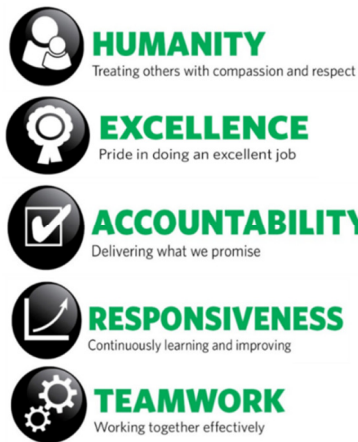 HUMANITY
Treating others with compassion and respect
EXCELLENCE
Pride in doing an excellent job
ACCOUNTABILITY
Delivering what we promise
RESPONSIVENESS
Continuously learning and improving
TEAMWORK
Working together effectively